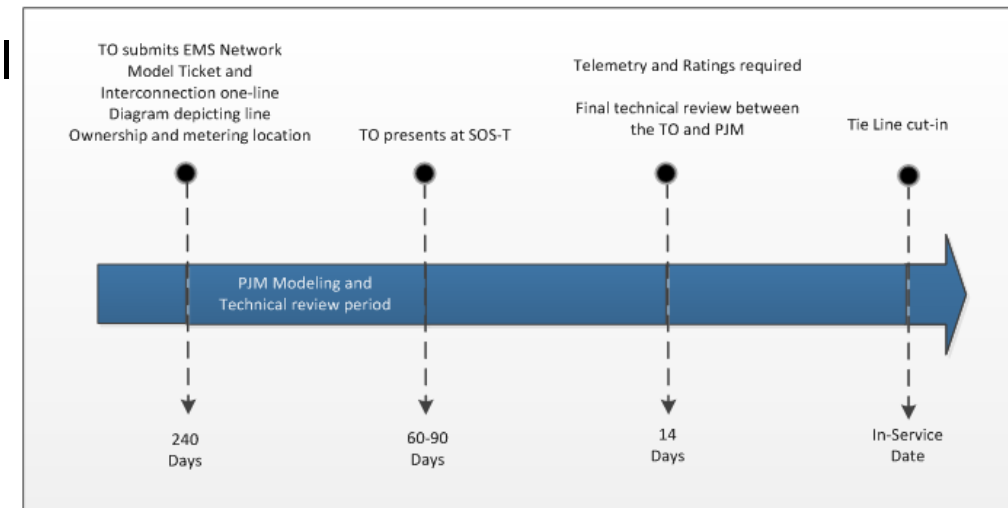 TO submits EMS Network
Model Ticket and
Interconnection one-line
Diagram depicting line
Ownership and metering location
TO presents at SOS-T
Telemetry and Ratings required
Final technical review between
the TO and PJM
Tie Line cut-in
PJM Modeling and
Technical review period
240
Days
60-90
Days
14
Days
In-Service
Date